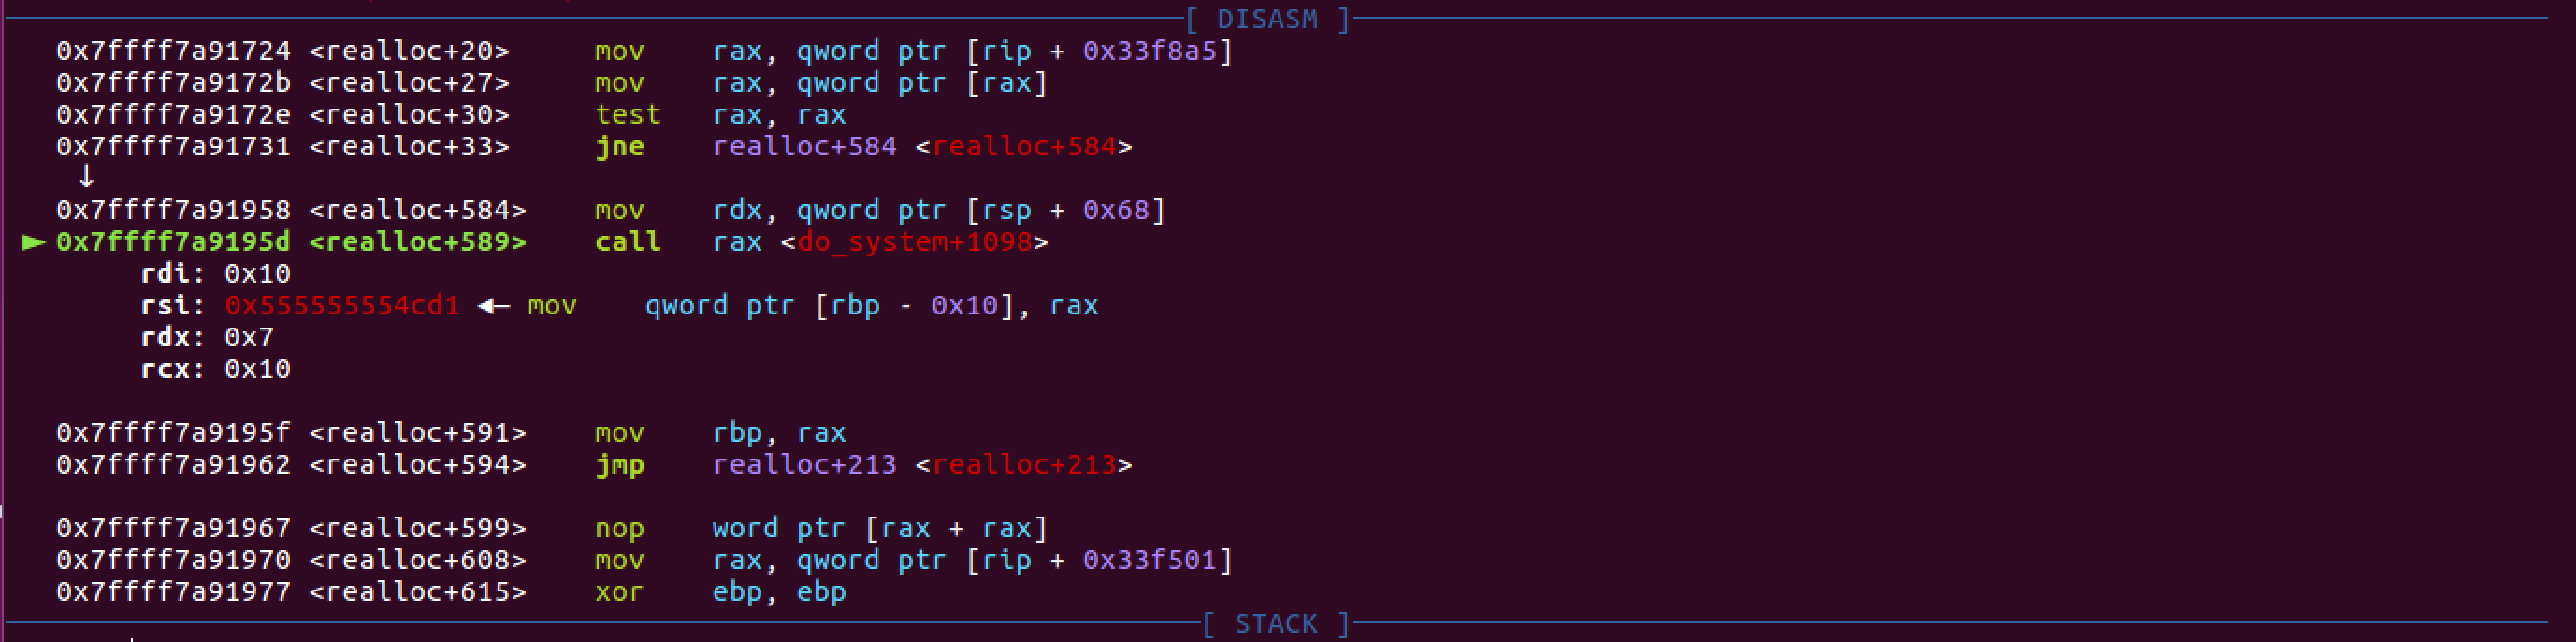 [ DISASM ]
0x7ffff7a91724 <realloc+20> mov rax, qword ptr [rip + 0x33f8a5]
0x7ffff7a9172b <realloc+27> mov rax, qword ptr [rax]
0x7ffff7a9172e <realloc+30> test rax, rax
0x7ffff7a91731 <realloc+33> jne realloc+584 <realloc+584>
↓
0x7ffff7a91958 <realloc+584> mov rdx, qword ptr [rsp + 0x68]
► 0x7ffff7a9195d <realloc+589> call rax <do_system+1098>
rdi: 0x10
rsi: 0x555555554cd1 ◄— mov qword ptr [rbp - 0x10], rax
rdx: 0x7
rcx: 0x10
0x7ffff7a9195f <realloc+591> mov rbp, rax
0x7ffff7a91962 <realloc+594> jmp realloc+213 <realloc+213>
0x7ffff7a91967 <realloc+599> nop word ptr [rax + rax]
0x7ffff7a91970 <realloc+608> mov rax, qword ptr [rip + 0x33f501]
0x7ffff7a91977 <realloc+615> xor ebp, ebp
[ STACK ]